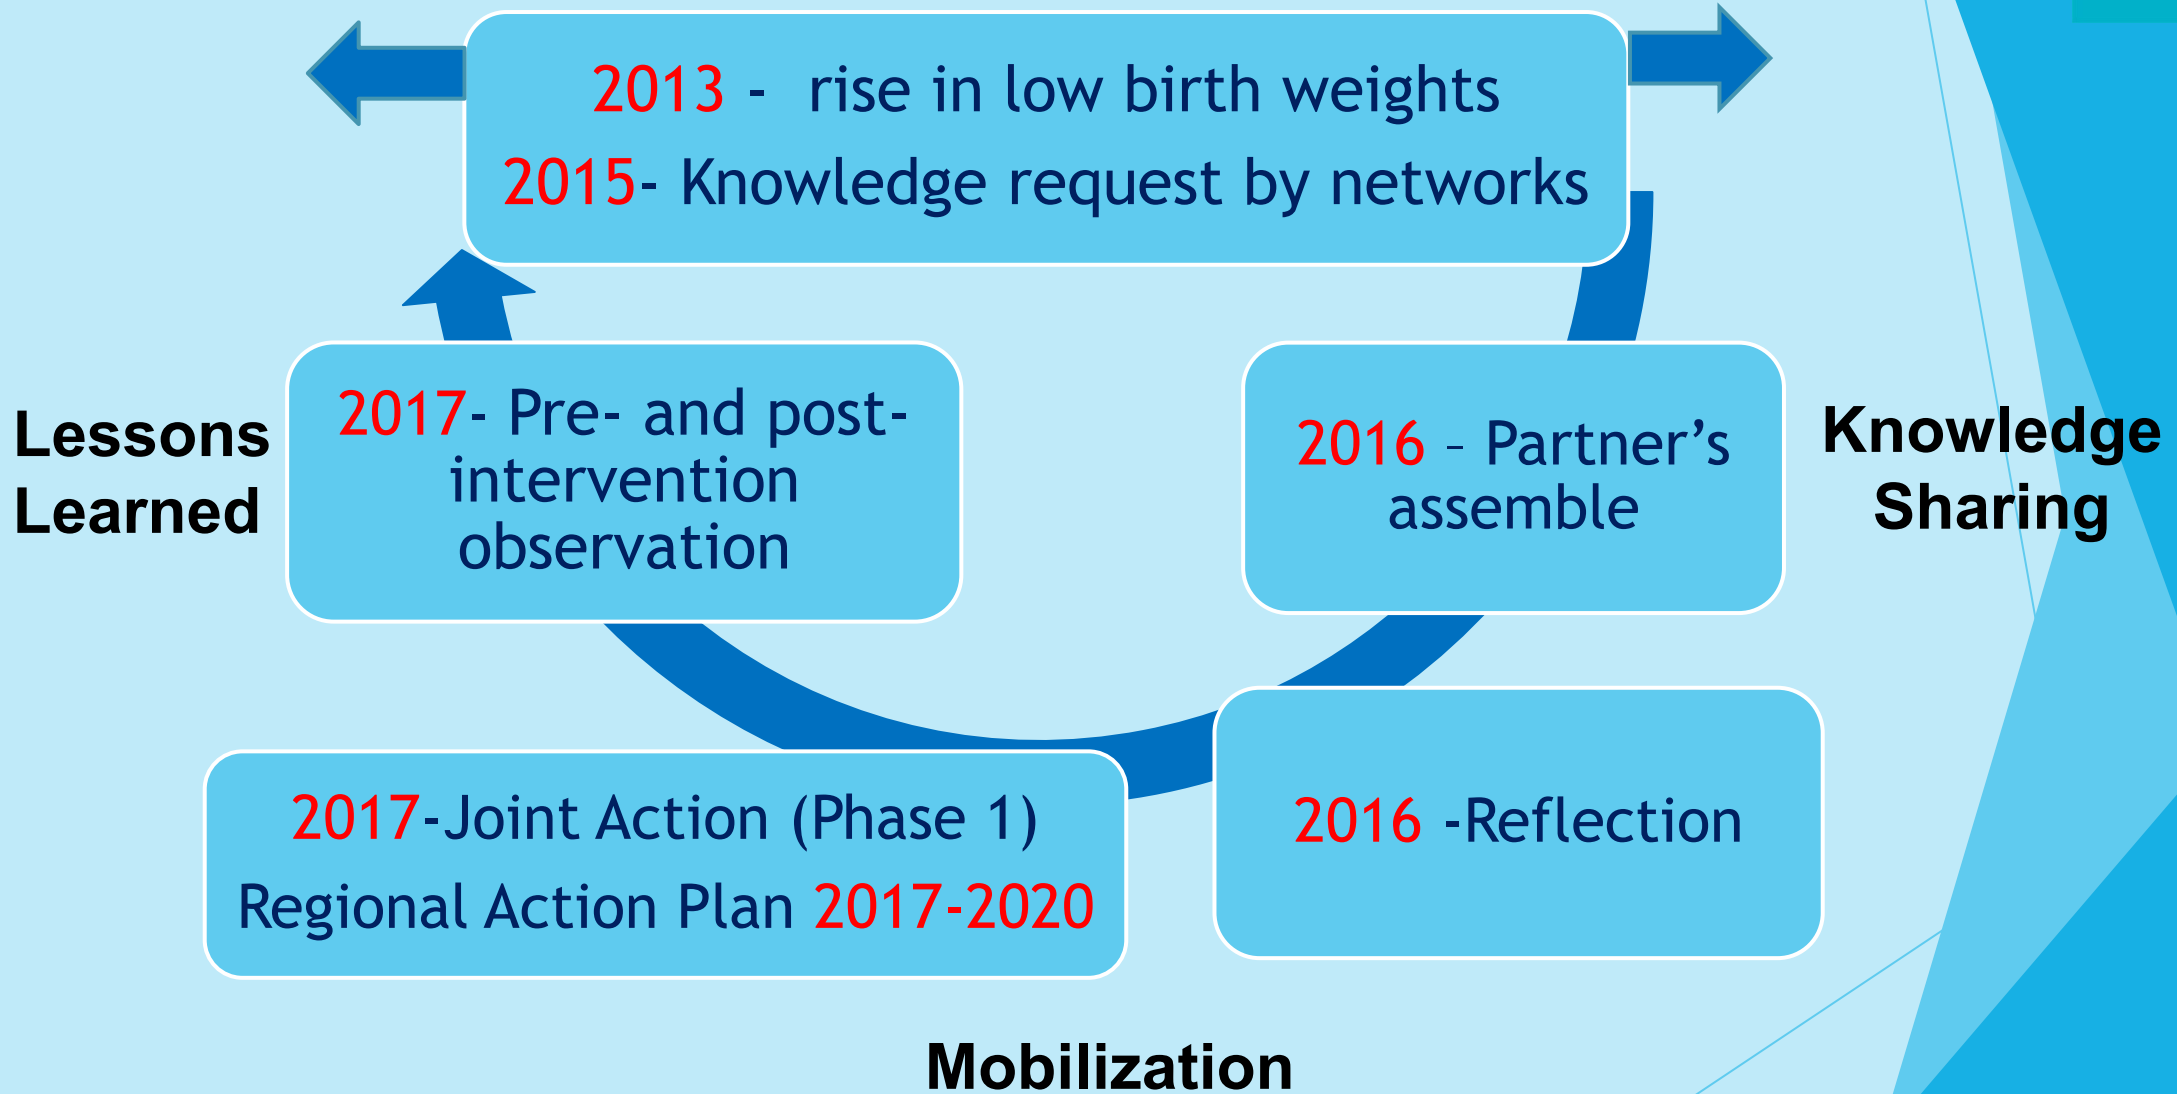 2013 - rise in low birth weights
2015- Knowledge request by networks
2016 – Partner’s
assemble
Knowledge
Sharing
2016 -Reflection
Mobilization
2017-Joint Action (Phase 1)
Regional Action Plan 2017-2020
2017- Pre- and post-
intervention
observation
Lessons
Learned